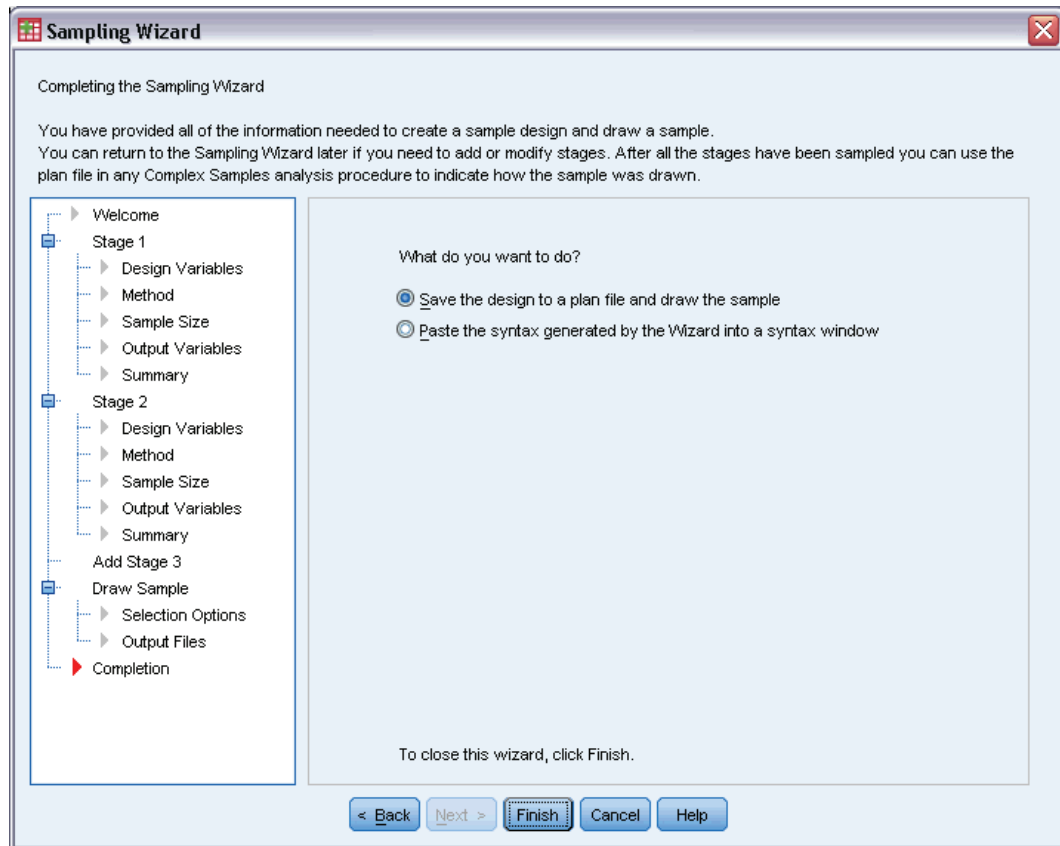 Sampling Wizard
Completing the Sampling Wizard
You have provided all of the information needed to create a sample design and draw a sample.
You can return to the Sampling Wizard later if you need to add or modify stages. After all the stages have been sampled you can use the
plan file in any Complex Samples analysis procedure to indicate how the sample was drawn.
Welcome
Stage 1
Design Variables
Method
Sample Size
Output Variables
Summary
Stage 2
Design Variables
Method
Sample Size
Output Variables
Summary
Add Stage 3
Draw Sample
Selection Options
Output Files
Completion
What do you want to do?
Save the design to a plan file and draw the sample
Paste the syntax generated by the Wizard into a syntax window
To close this wizard, click Finish.
< Back Next > Finish Cancel Help